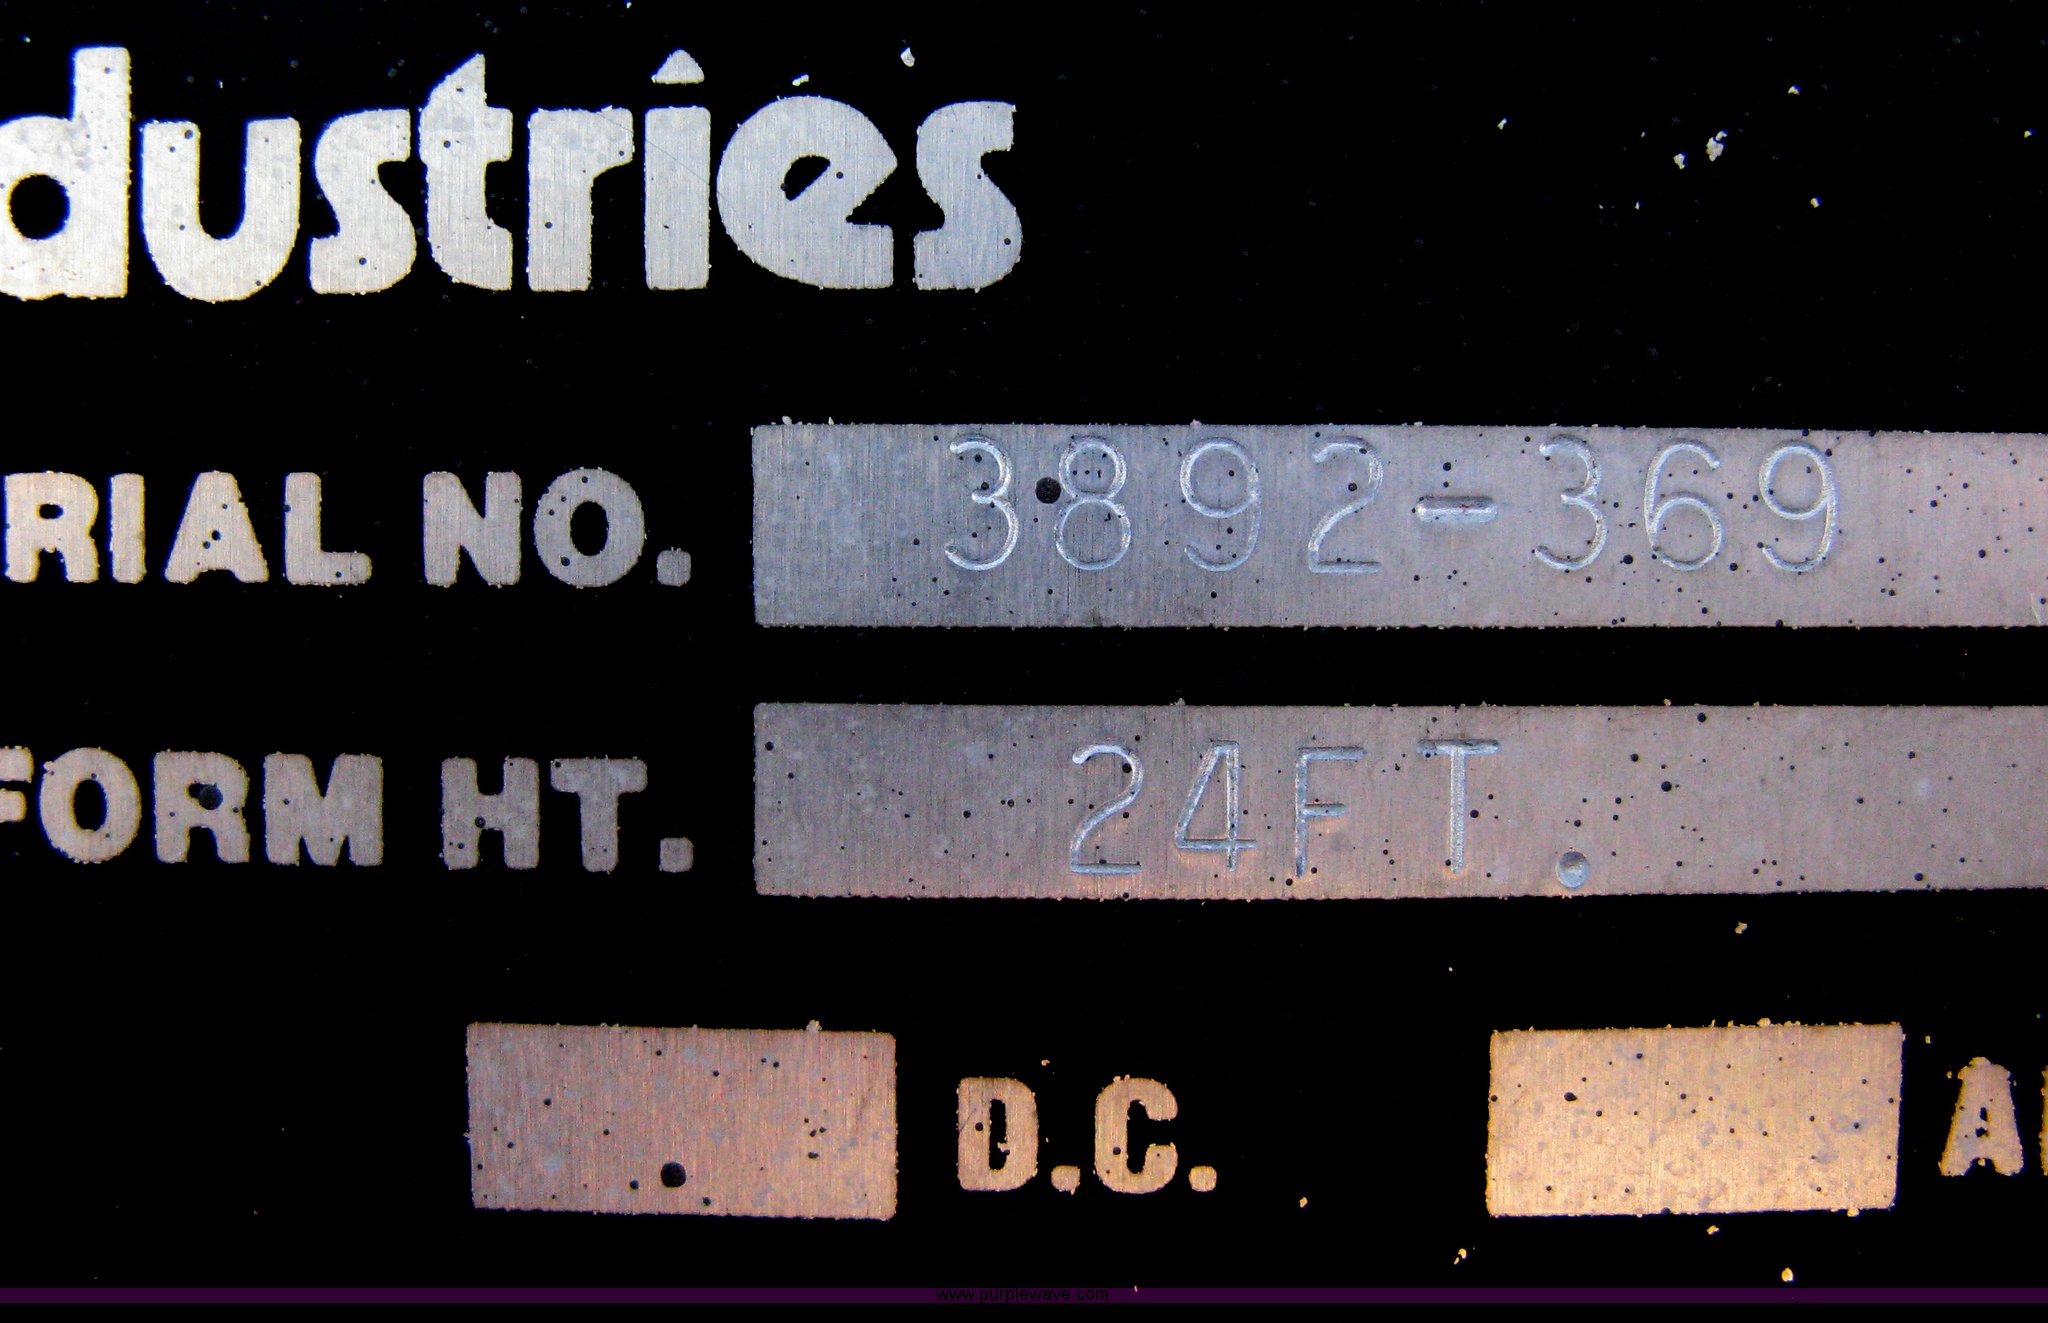 dustries
RIAL NO. 3892-369
FORM HT. 24FT.
D.C. A
www.purplewave.com